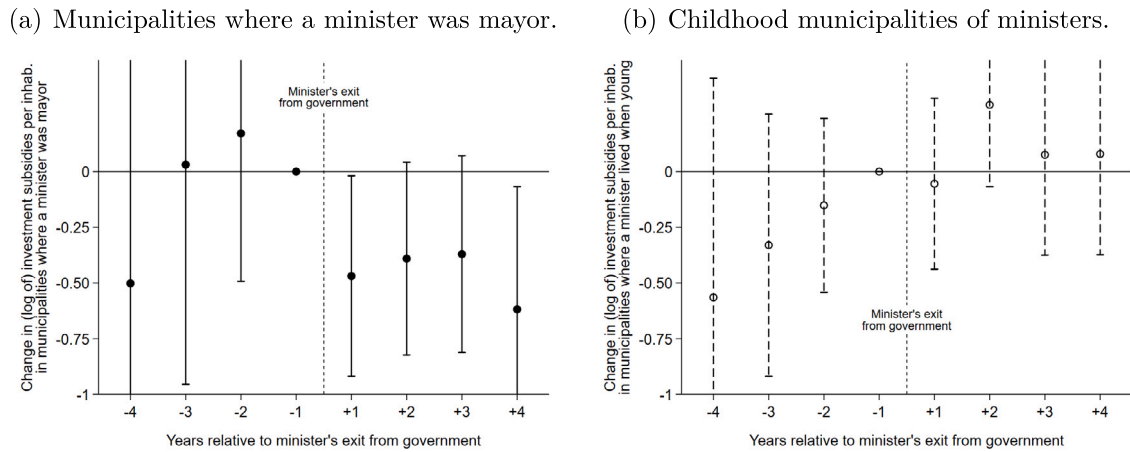 (a) Municipalities where a minister was mayor.
Change in (log of) investment subsidies per inhab.
in municipalities where a minister was mayor
Minister's exit
from government
0
-0.25
-0.50
-0.75
-1
-4 -3 -2 -1 +1 +2 +3 +4
Years relative to minister's exit from government
(b) Childhood municipalities of ministers.
Change in (log of) investment subsidies per inhab.
in municipalities where a minister lived when young
0
-0.25
-0.50
-0.75
-1
Minister's exit
from government
-4 -3 -2 -1 +1 +2 +3 +4
Years relative to minister's exit from government